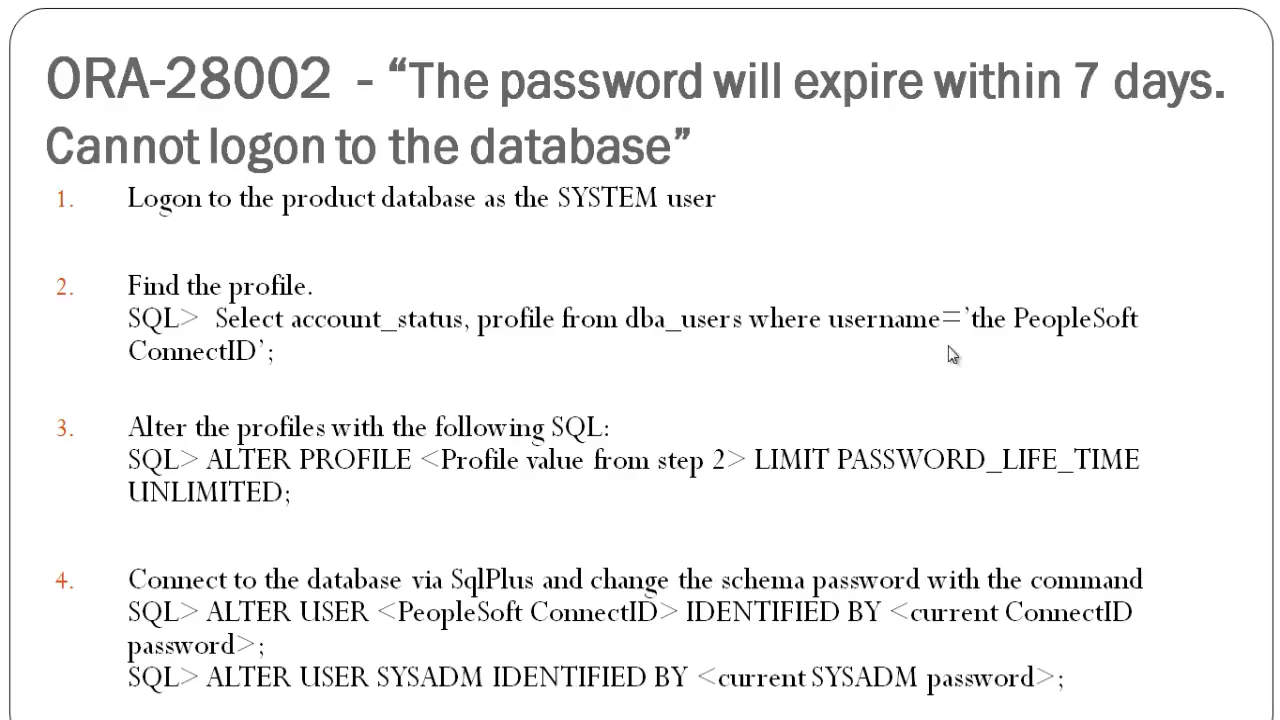 ORA-28002 - “The password will expire within 7 days.
Cannot logon to the database”
1. Logon to the product database as the SYSTEM user
2. Find the profile.
SQL> Select account_status, profile from dba_users where username=’the PeopleSoft
ConnectID’;
3. Alter the profiles with the following SQL:
SQL> ALTER PROFILE <Profile value from step 2> LIMIT PASSWORD_LIFE_TIME
UNLIMITED;
4. Connect to the database via SqlPlus and change the schema password with the command
SQL> ALTER USER <PeopleSoft ConnectID> IDENTIFIED BY <current ConnectID
password>;
SQL> ALTER USER SYSADM IDENTIFIED BY <current SYSADM password>;